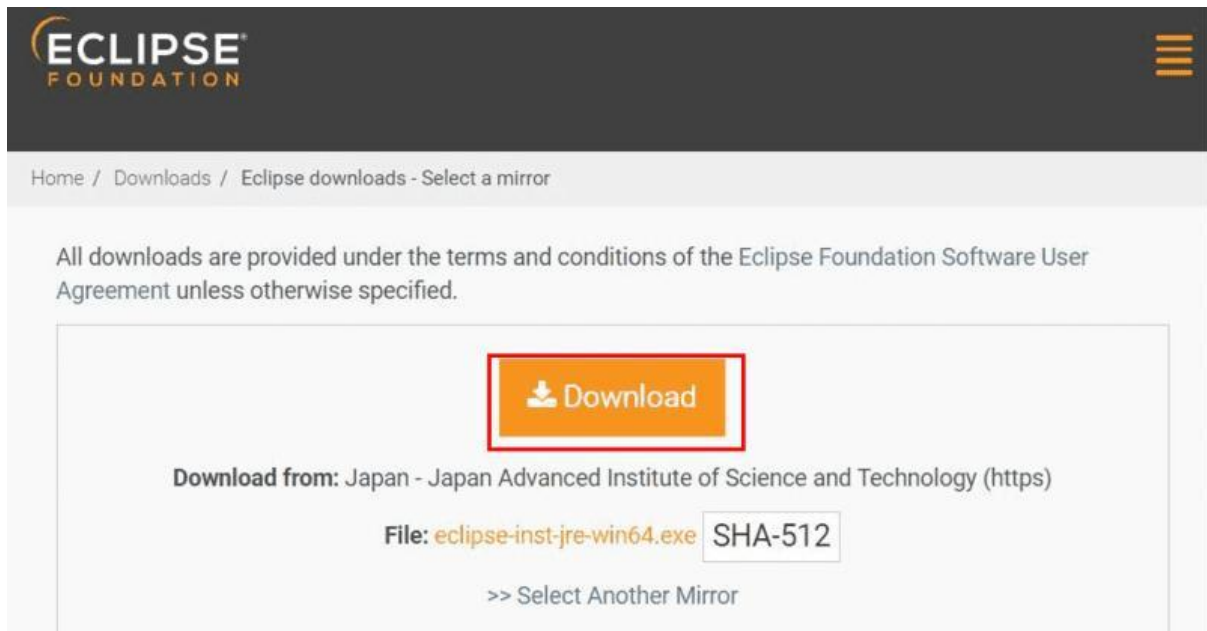 ECLIPSE®
FOUNDATION
Home / Downloads / Eclipse downloads - Select a mirror
All downloads are provided under the terms and conditions of the Eclipse Foundation Software User
Agreement unless otherwise specified.
Download
Download from: Japan - Japan Advanced Institute of Science and Technology (https)
File: eclipse-inst-jre-win64.exe SHA-512
>> Select Another Mirror